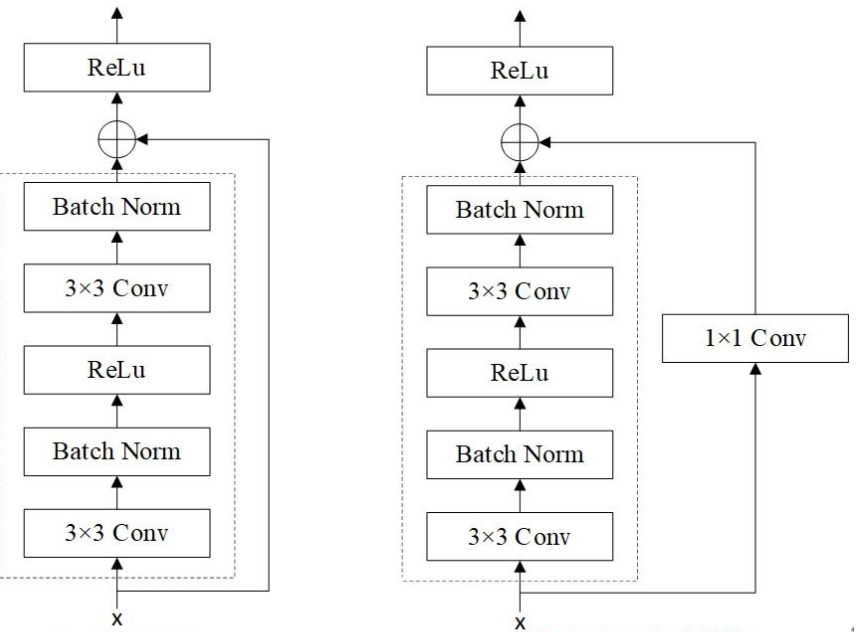 ReLu
Batch Norm
3×3 Conv
ReLu
Batch Norm
3×3 Conv
x
ReLu
Batch Norm
3×3 Conv
ReLu
Batch Norm
3×3 Conv
1×1 Conv
x